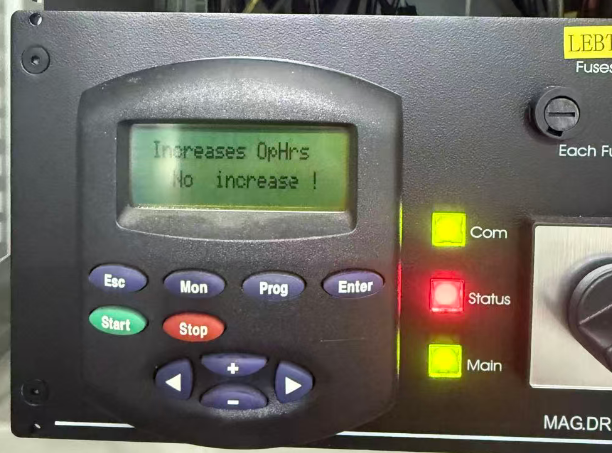 LEBT
Fuses
Increases OpHrs
No increase !
Each Fu
Com
Esc
Mon
Prog
Enter
Status
Start
Stop
+
Main
-
MAG.DR